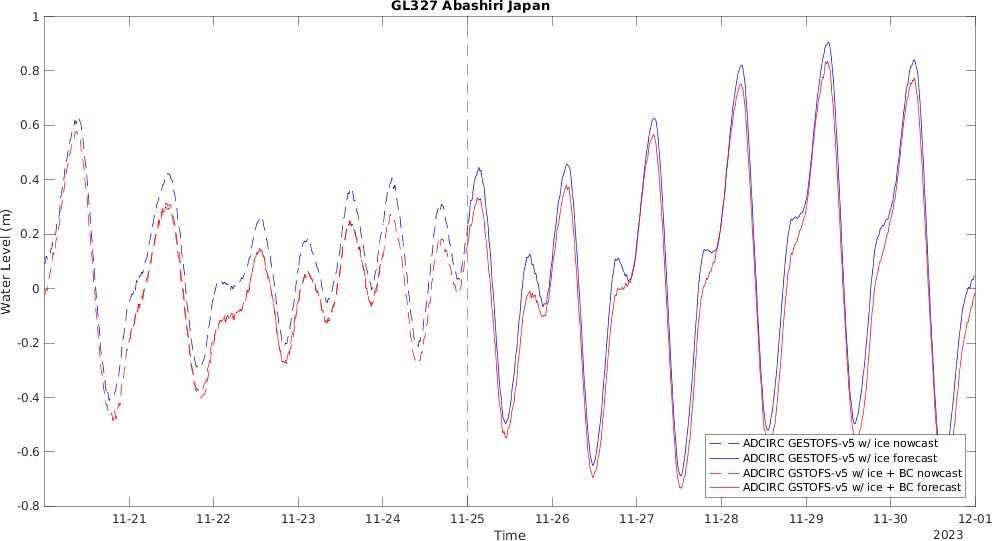 GL327 Abashiri Japan
1
0.8
0.6
0.4
0.2
0
-0.2
-0.4
-0.6
-0.8
Water Level (m)
ADCIRC GESTOFS-v5 w/ ice nowcast
ADCIRC GESTOFS-v5 w/ ice forecast
ADCIRC GSTOFS-v5 w/ ice + BC nowcast
ADCIRC GSTOFS-v5 w/ ice + BC forecast
11-21 11-22 11-23 11-24 11-25 11-26 11-27 11-28 11-29 11-30 12-01
Time
2023